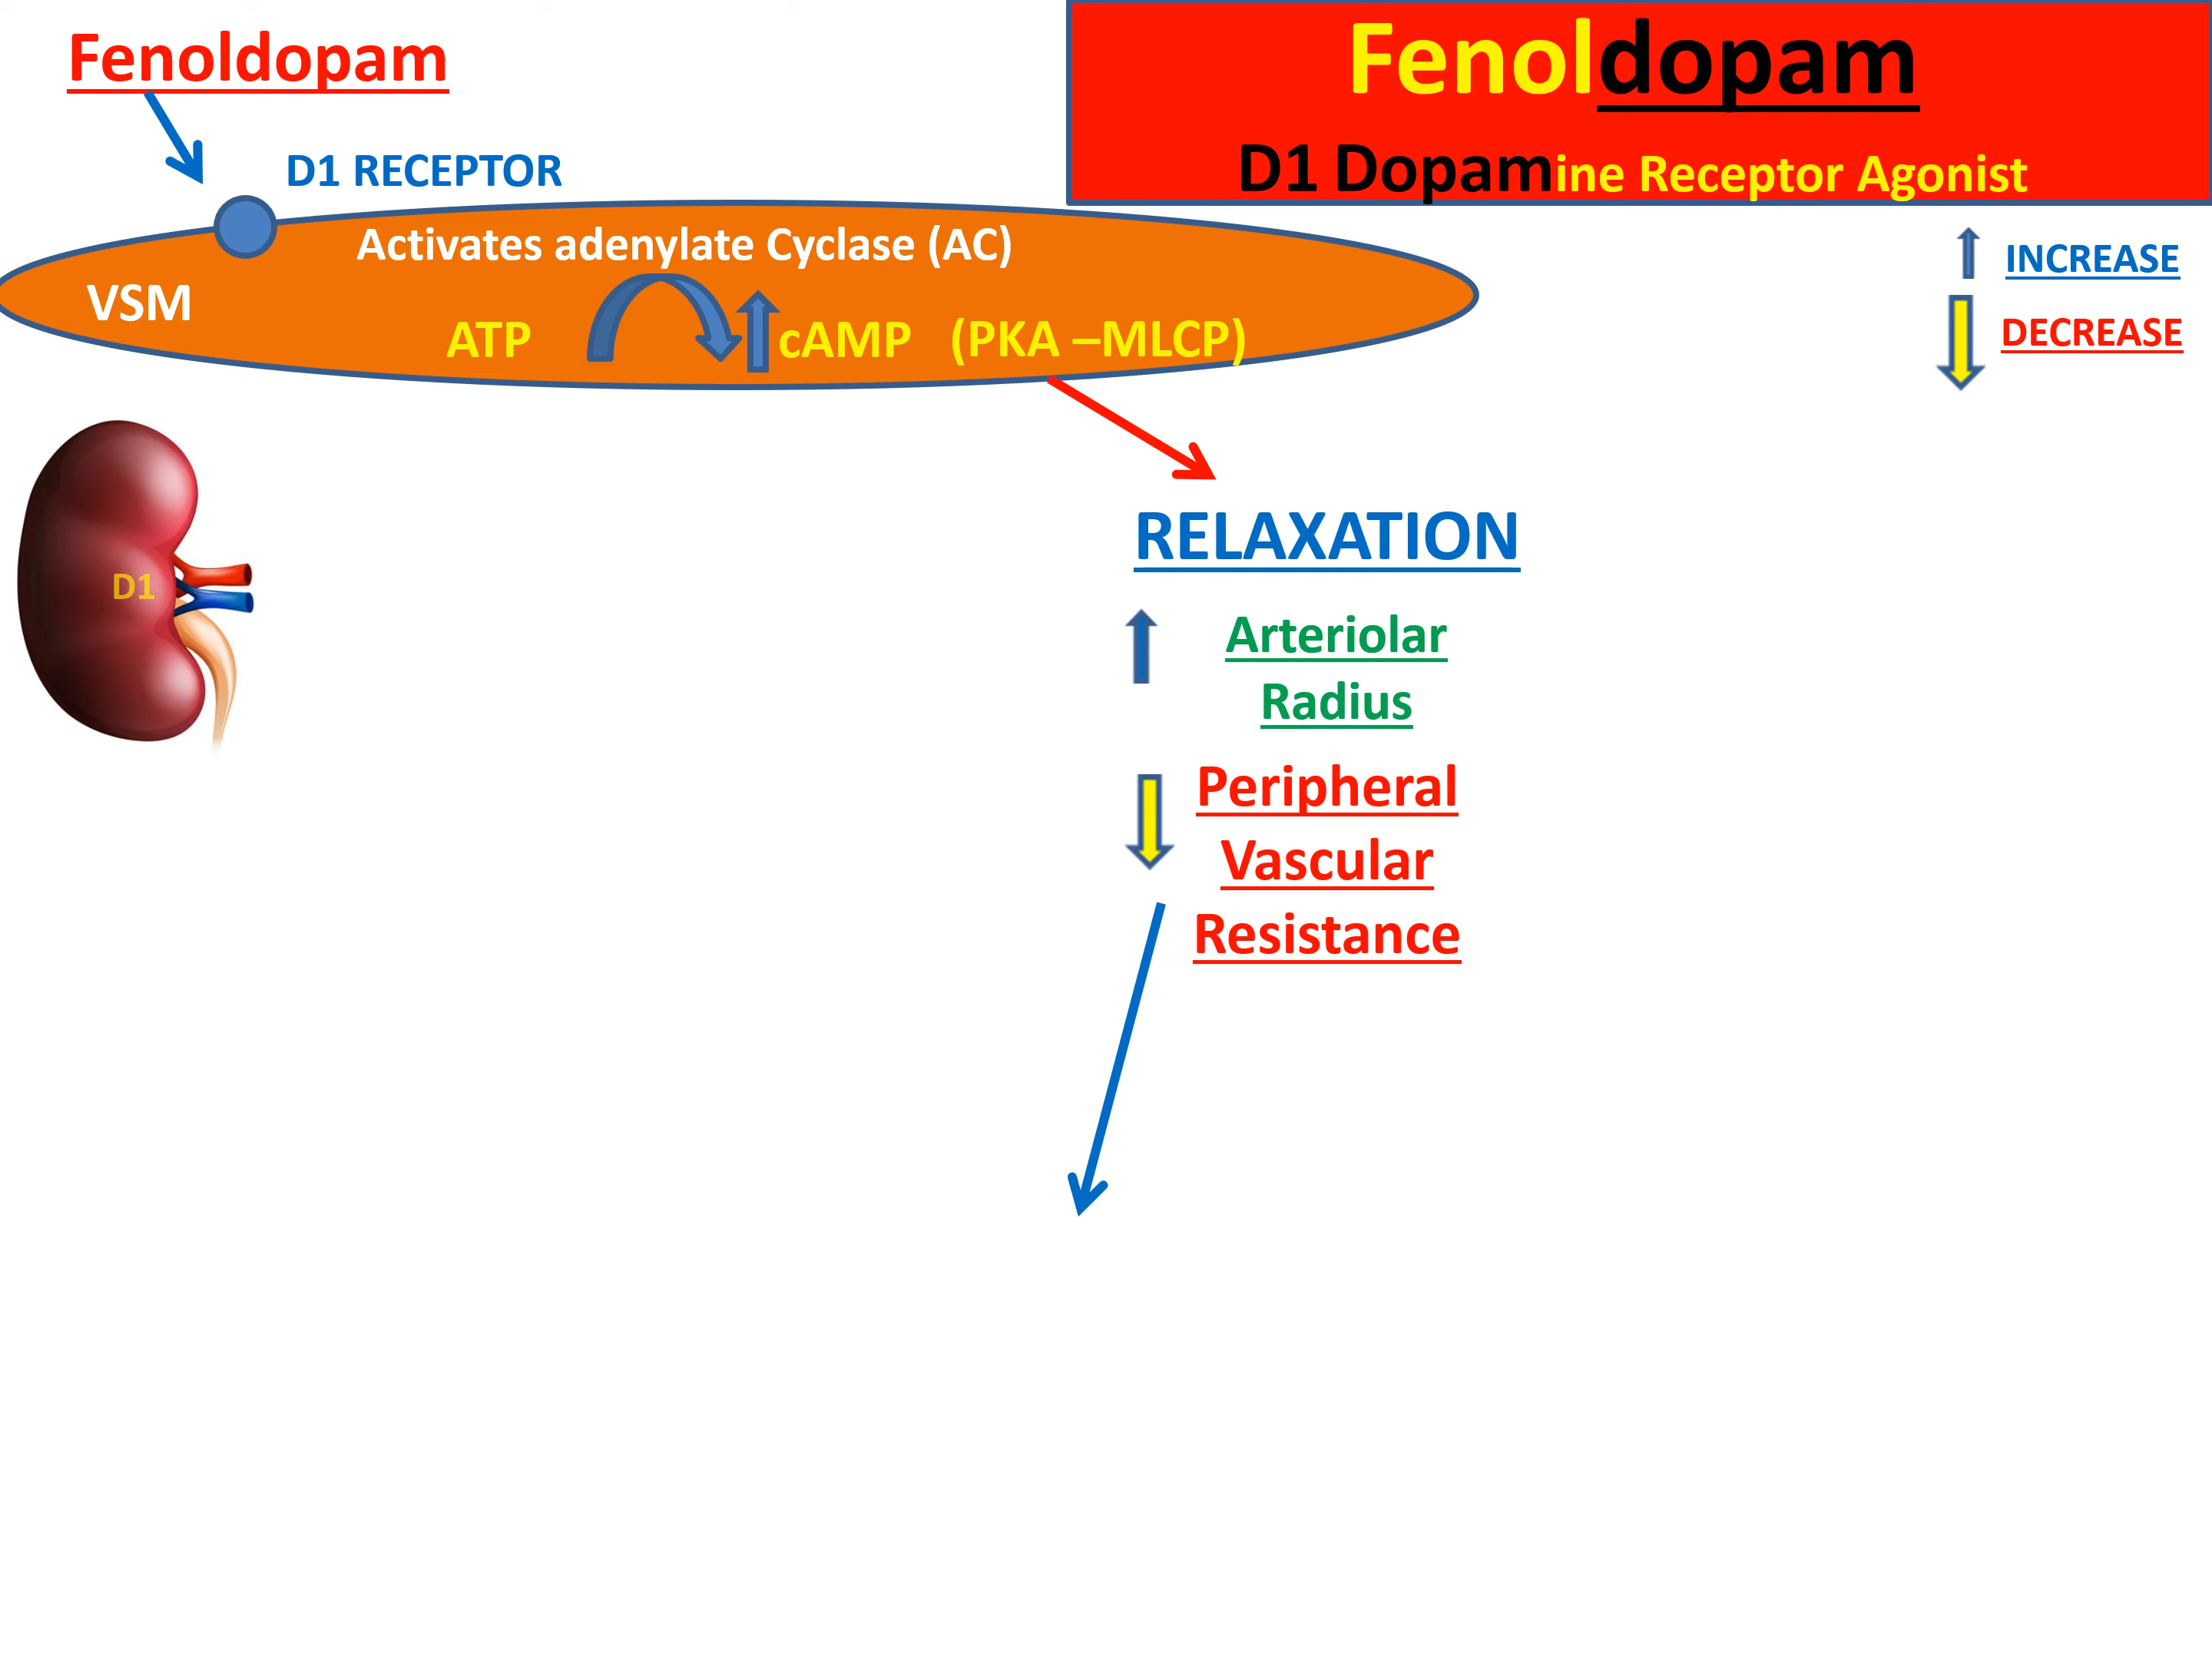 Fenoldopam
Fenoldopam
D1 Dopamine Receptor Agonist
D1 RECEPTOR
Activates adenylate Cyclase (AC)
VSM
ATP
cAMP (PKA –MLCP)
INCREASE
DECREASE
D1
RELAXATION
Arteriolar
Radius
Peripheral
Vascular
Resistance